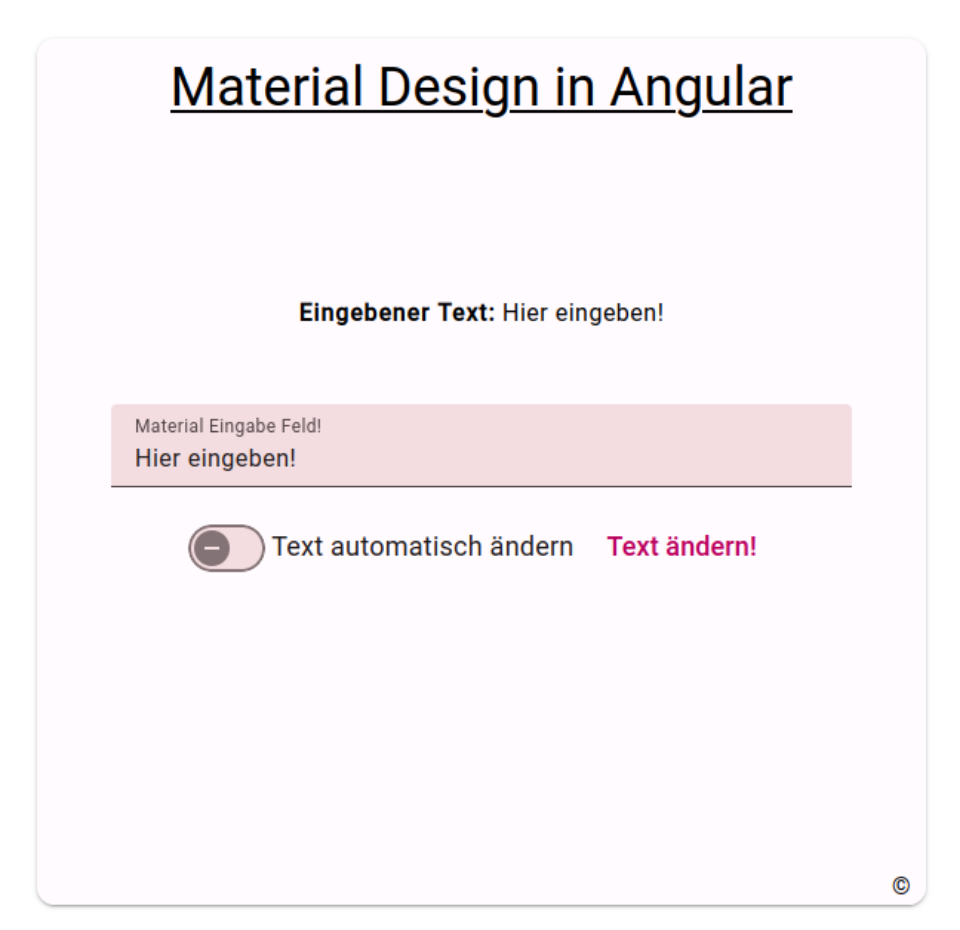 Material Design in Angular
Eingebener Text: Hier eingeben!
Material Eingabe Feld!
Hier eingeben!
Text automatisch ändern Text ändern!
©